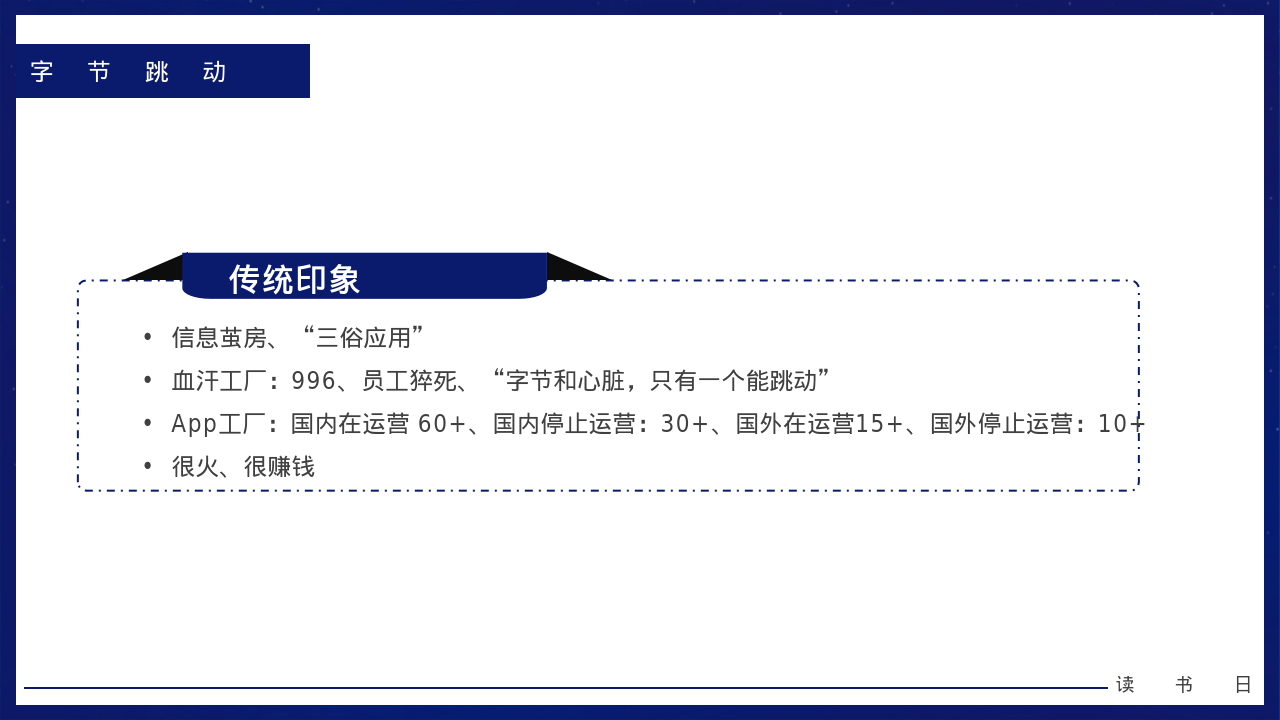 字 节 跳 动
传统印象
• 信息茧房、“三俗应用”
• 血汗工厂：996、员工猝死、“字节和心脏，只有一个能跳动”
• App工厂：国内在运营 60+、国内停止运营：30+、国外在运营15+、国外停止运营：10+
• 很火、很赚钱
读 书 日